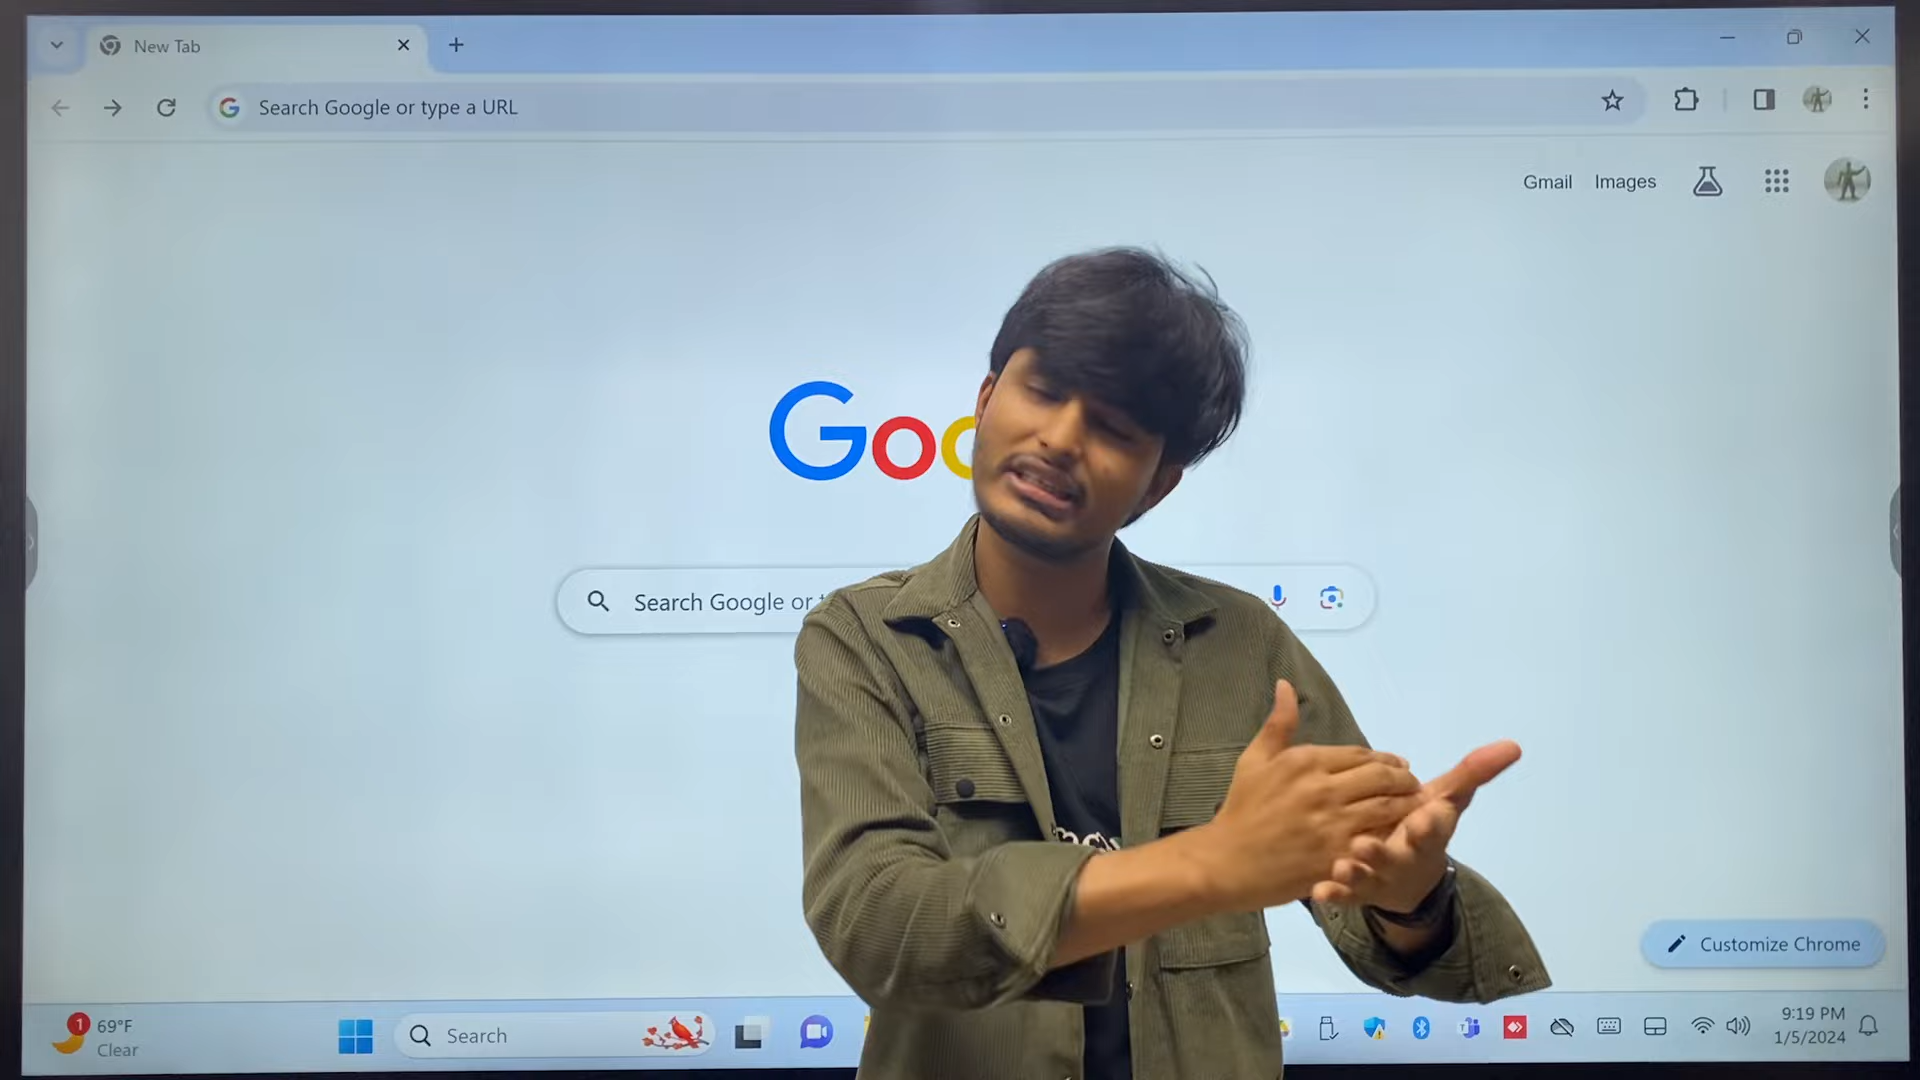 New Tab
Search Google or type a URL
Gmail Images
Goo
Search Google or
Customize Chrome
1
69°F
Clear
Search
9:19 PM
1/5/2024